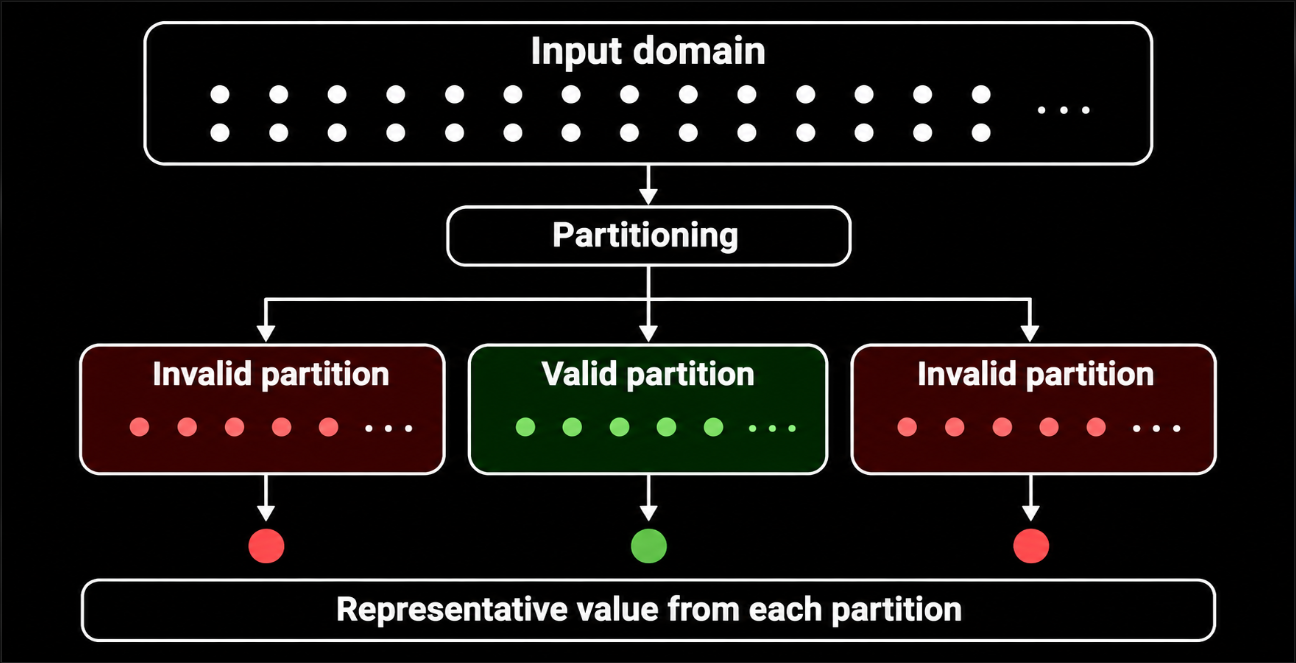 Input domain
...
Partitioning
Invalid partition
...
Valid partition
...
Invalid partition
...
Representative value from each partition